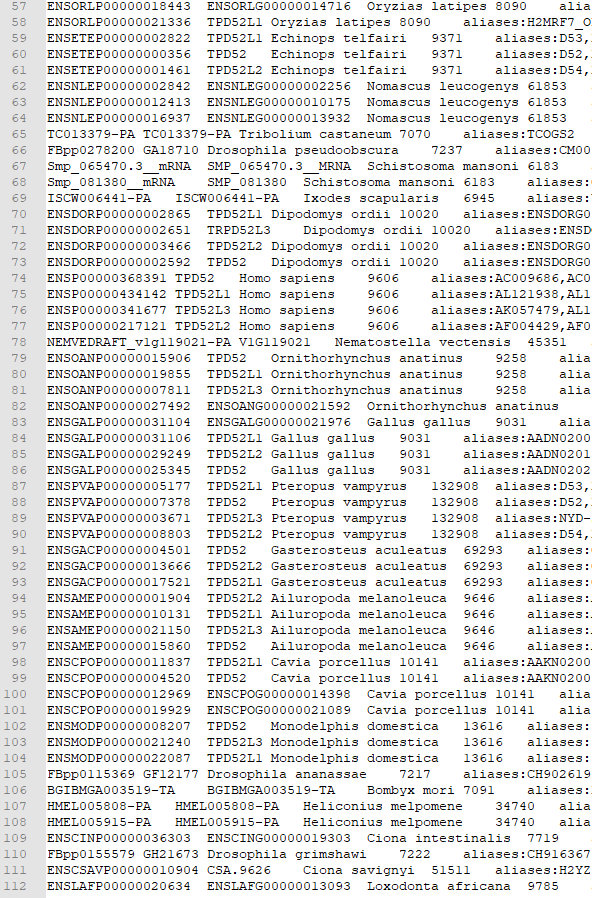 57 ENSORLP00000018443 ENSORLG00000014716 Oryzias latipes 8090 alia
58 ENSORLP00000021336 TPD52L1 Oryzias latipes 8090 aliases:H2MRF7_O
59 ENSETEP00000002822 TPD52L1 Echinops telfairi 9371 aliases:D53,
60 ENSETEP00000000356 TPD52 Echinops telfairi 9371 aliases:D52,
61 ENSETEP00000001461 TPD52L2 Echinops telfairi 9371 aliases:D54,
62 ENSNLEP00000002842 ENSNLEG00000002256 Nomascus leucogenys 61853
63 ENSNLEP00000012413 ENSNLEG00000010175 Nomascus leucogenys 61853
64 ENSNLEP00000016937 ENSNLEG00000013932 Nomascus leucogenys 61853
65 TC013379-PA TC013379-PA Tribolium castaneum 7070 aliases:TCOGS2
66 FBpp0278200 GA18710 Drosophila pseudoobscura 7237 aliases:CM00
67 Smp_065470.3__mRNA SMP_065470.3__MRNA Schistosoma mansoni 6183
68 Smp_081380__mRNA SMP_081380 Schistosoma mansoni 6183 aliases:
69 ISCW006441-PA ISCW006441-PA Ixodes scapularis 6945 aliases:
70 ENSDORP00000002865 TPD52L1 Dipodomys ordii 10020 aliases:ENSDORG0
71 ENSDORP00000002651 TRPD52L3 Dipodomys ordii 10020 aliases:ENSD
72 ENSDORP00000003466 TPD52L2 Dipodomys ordii 10020 aliases:ENSDORG0
73 ENSDORP00000002592 TPD52 Dipodomys ordii 10020 aliases:ENSDORG0
74 ENSP00000368391 TPD52 Homo sapiens 9606 aliases:AC009686,AC0
75 ENSP00000434142 TPD52L1 Homo sapiens 9606 aliases:AL121938,AL1
76 ENSP00000341677 TPD52L3 Homo sapiens 9606 aliases:AK057479,AL1
77 ENSP00000217121 TPD52L2 Homo sapiens 9606 aliases:AF004429,AF0
78 NEMVEDRAFT_v1g119021-PA V1G119021 Nematostella vectensis 45351
79 ENSOANP00000015906 TPD52 Ornithorhynchus anatinus 9258 alia
80 ENSOANP00000019855 TPD52L1 Ornithorhynchus anatinus 9258 alia
81 ENSOANP00000007811 TPD52L3 Ornithorhynchus anatinus 9258 alia
82 ENSOANP00000027492 ENSOANG00000021592 Ornithorhynchus anatinus
83 ENSGALP00000031104 ENSGALG00000021976 Gallus gallus 9031 alia
84 ENSGALP00000031106 TPD52L1 Gallus gallus 9031 aliases:AADN0200
85 ENSGALP00000029249 TPD52L2 Gallus gallus 9031 aliases:AADN0201
86 ENSGALP00000025345 TPD52 Gallus gallus 9031 aliases:AADN0202
87 ENSPVAP00000005177 TPD52L1 Pteropus vampyrus 132908 aliases:D53,
88 ENSPVAP00000007378 TPD52 Pteropus vampyrus 132908 aliases:D52,
89 ENSPVAP00000003671 TPD52L3 Pteropus vampyrus 132908 aliases:NYD-
90 ENSPVAP00000008803 TPD52L2 Pteropus vampyrus 132908 aliases:D54,
91 ENSGACP00000004501 TPD52 Gasterosteus aculeatus 69293 aliases:
92 ENSGACP00000013666 TPD52L2 Gasterosteus aculeatus 69293 aliases:
93 ENSGACP00000017521 TPD52L1 Gasterosteus aculeatus 69293 aliases:
94 ENSAMEP00000001904 TPD52L2 Ailuropoda melanoleuca 9646 aliases:
95 ENSAMEP00000010131 TPD52L1 Ailuropoda melanoleuca 9646 aliases:
96 ENSAMEP00000021150 TPD52L3 Ailuropoda melanoleuca 9646 aliases:
97 ENSAMEP00000015860 TPD52 Ailuropoda melanoleuca 9646 aliases:
98 ENSCPOP00000011837 TPD52L1 Cavia porcellus 10141 aliases:AAKN0200
99 ENSCPOP00000004520 TPD52 Cavia porcellus 10141 aliases:AAKN0200
100 ENSCPOP00000012969 ENSCPOG00000014398 Cavia porcellus 10141 alia
101 ENSCPOP00000019929 ENSCPOG00000021089 Cavia porcellus 10141 alia
102 ENSMODP00000008207 TPD52 Monodelphis domestica 13616 aliases:
103 ENSMODP00000021240 TPD52L3 Monodelphis domestica 13616 aliases:
104 ENSMODP00000022087 TPD52L1 Monodelphis domestica 13616 aliases:
105 FBpp0115369 GF12177 Drosophila ananassae 7217 aliases:CH902619
106 BGIBMGA003519-TA BGIBMGA003519-TA Bombyx mori 7091 aliases:
107 HMEL005808-PA HMEL005808-PA Heliconius melpomene 34740 alia
108 HMEL005915-PA HMEL005915-PA Heliconius melpomene 34740 alia
109 ENSCINP00000036303 ENSCING00000019303 Ciona intestinalis 7719
110 FBpp0155579 GH21673 Drosophila grimshawi 7222 aliases:CH916367
111 ENSCSAVP00000010904 CSA.9626 Ciona savignyi 51511 aliases:H2YZ
112 ENSLAFP00000020634 ENSLAFG00000013093 Loxodonta africana 9785